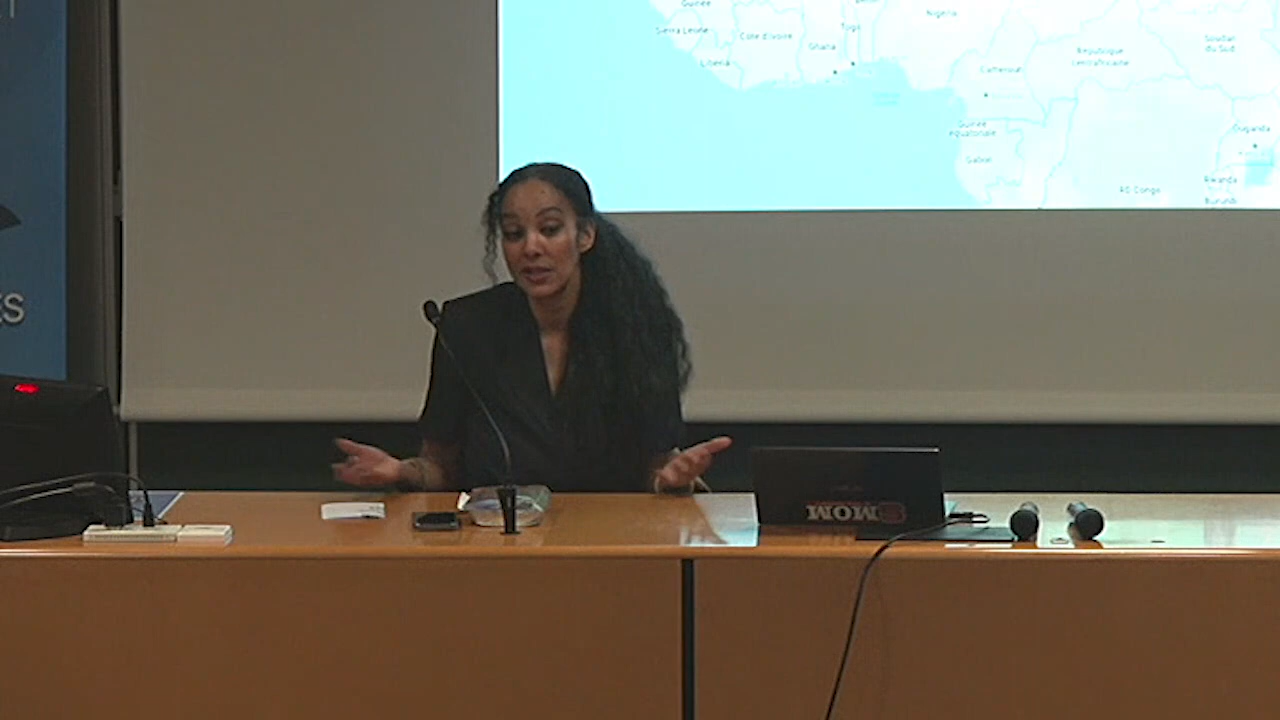 Guinée
Sierra Leone
Côte d'Ivoire
Liberia
Ghana
Togo
Nigeria
Cameroun
République
centrafricaine
Soudan
du Sud
Guinée
équatoriale
Gabon
RD Congo
Ouganda
Rwanda
Burundi
ES
MOM